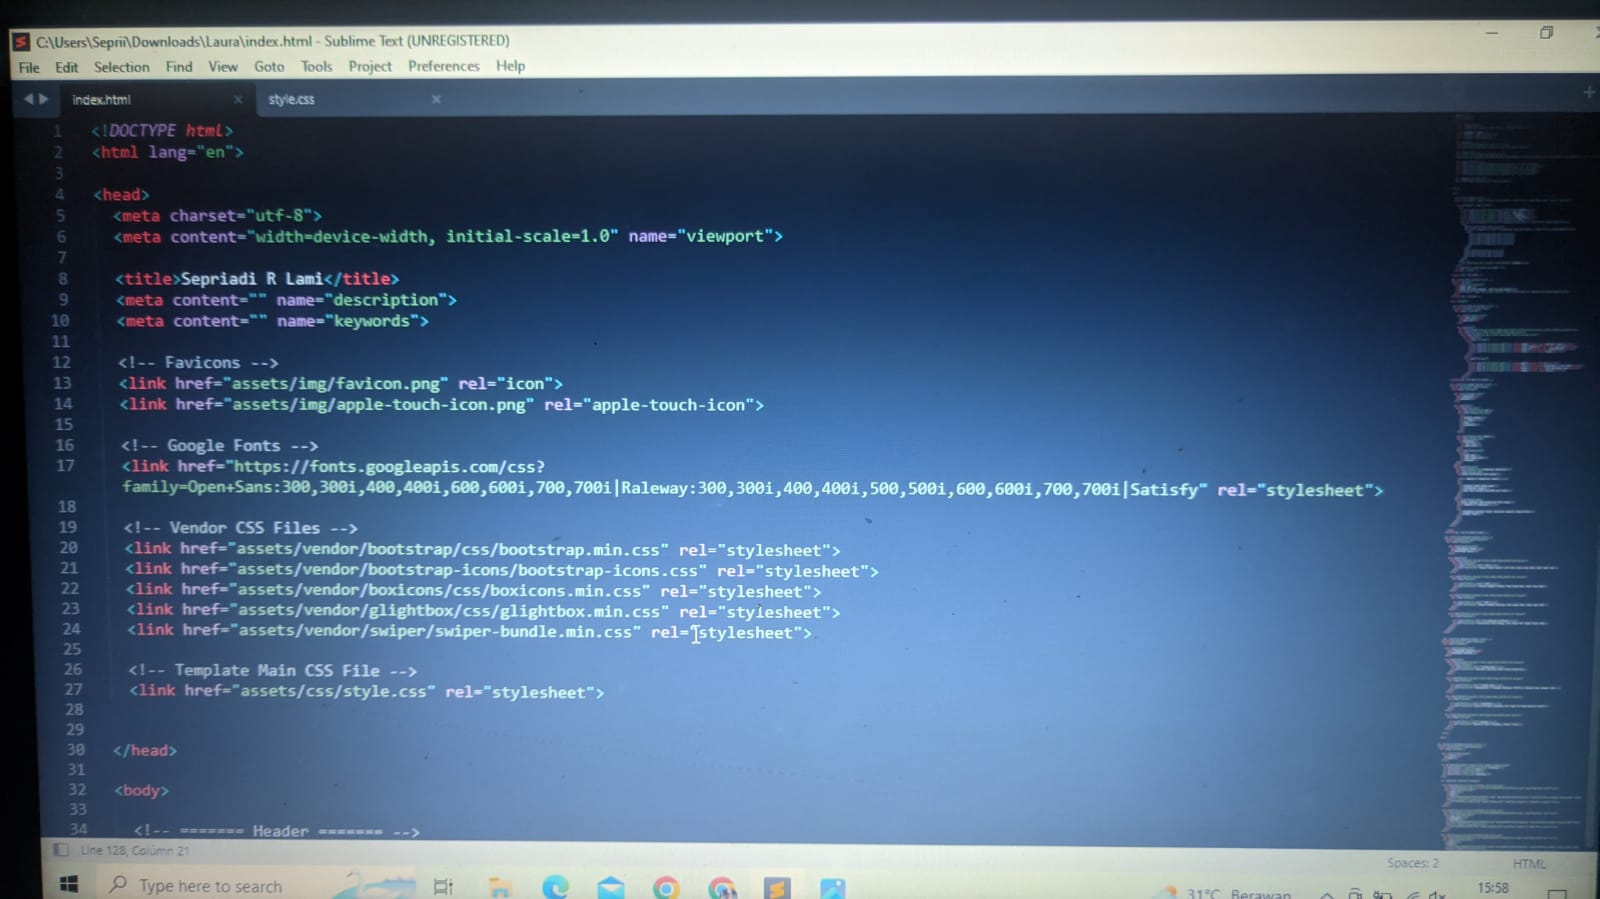 C:\Users\Seprii\Downloads\Laura\index.html - Sublime Text (UNREGISTERED)
File Edit Selection Find View Goto Tools Project Preferences Help
index.html × style.css ×
1 <!DOCTYPE html>
2 <html lang="en">
3
4 <head>
5 <meta charset="utf-8">
6 <meta content="width=device-width, initial-scale=1.0" name="viewport">
7
8 <title>Sepriadi R Lami</title>
9 <meta content="" name="description">
10 <meta content="" name="keywords">
11
12 <!-- Favicons -->
13 <link href="assets/img/favicon.png" rel="icon">
14 <link href="assets/img/apple-touch-icon.png" rel="apple-touch-icon">
15
16 <!-- Google Fonts -->
17 <link href="https://fonts.googleapis.com/css?
family=Open+Sans:300,300i,400,400i,600,600i,700,700i|Raleway:300,300i,400,400i,500,500i,600,600i,700,700i|Satisfy" rel="stylesheet">
18
19 <!-- Vendor CSS Files -->
20 <link href="assets/vendor/bootstrap/css/bootstrap.min.css" rel="stylesheet">
21 <link href="assets/vendor/bootstrap-icons/bootstrap-icons.css" rel="stylesheet">
22 <link href="assets/vendor/boxicons/css/boxicons.min.css" rel="stylesheet">
23 <link href="assets/vendor/glightbox/css/glightbox.min.css" rel="stylesheet">
24 <link href="assets/vendor/swiper/swiper-bundle.min.css" rel="stylesheet">
25
26 <!-- Template Main CSS File -->
27 <link href="assets/css/style.css" rel="stylesheet">
28
29
30 </head>
31
32 <body>
33
34 <!-- ======= Header ======= -->
Line 128, Column 21 Spaces: 2 HTML
Type here to search 31°C Berawan 15:58